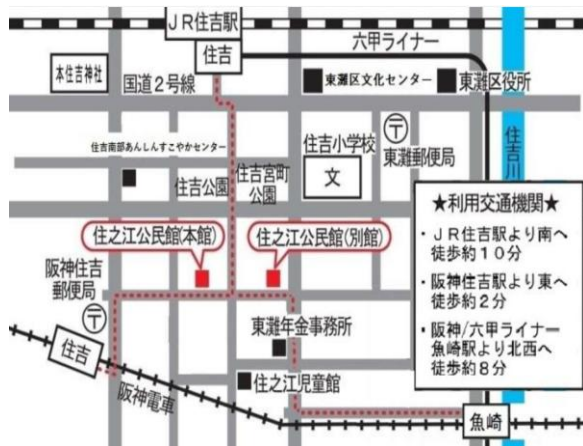 JR住吉駅
住吉
六甲ライナー
本住吉神社
国道2号線
東灘区文化センター
東灘区役所
住吉南部あんしんすこやかセンター
住吉公園
住吉宮町
公園
住吉小学校
文
〒
東灘郵便局
住吉川
住之江公民館(本館)
住之江公民館(別館)
阪神住吉
郵便局
〒
住吉
阪神電車
東灘年金事務所
住之江児童館
魚崎
★利用交通機関★
・JR住吉駅より南へ
徒歩約10分
・阪神住吉駅より東へ
徒歩約2分
・阪神/六甲ライナー
魚崎駅より北西へ
徒歩約8分